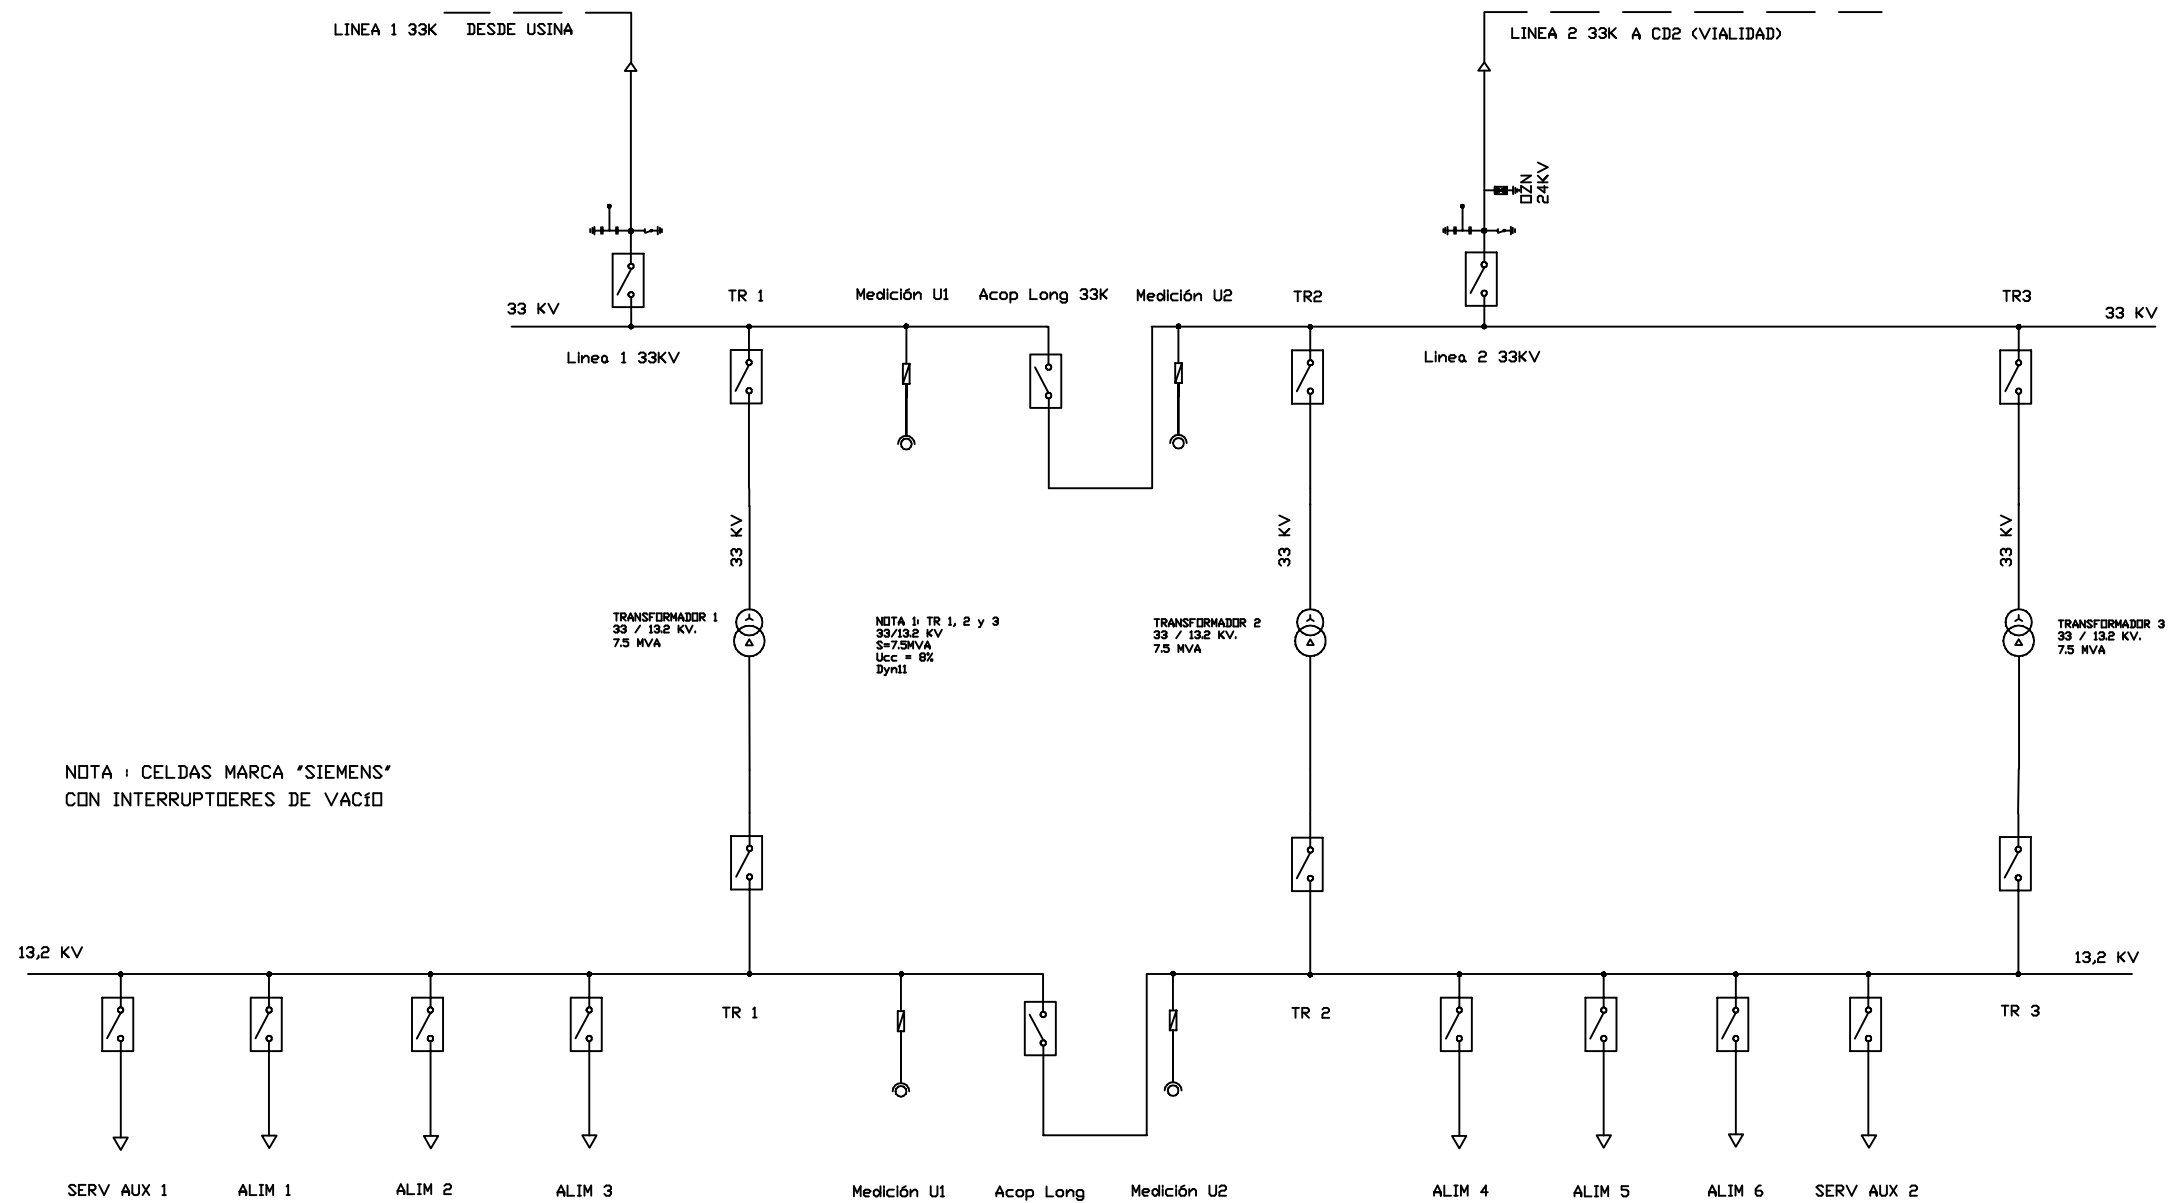 LINEA 1 33K DESDE USINA
LINEA 2 33K A CD2 (VIALIDAD)
OZN
24KV
TR 1
Medición U1
Acop Long 33K
Medición U2
TR2
TR3
33 KV
33 KV
Linea 1 33KV
Linea 2 33KV
33 KV
33 KV
33 KV
TRANSFORMADOR 1
33 / 13.2 KV.
7.5 MVA
NOTA 1: TR 1, 2 y 3
33/13.2 KV
S=7.5MVA
Ucc = 8%
Dyn11
TRANSFORMADOR 2
33 / 13.2 KV.
7.5 MVA
TRANSFORMADOR 3
33 / 13.2 KV.
7.5 MVA
NOTA : CELDAS MARCA "SIEMENS"
CON INTERRUPTOERES DE VACíO
13,2 KV
13,2 KV
TR 1
TR 2
TR 3
SERV AUX 1
ALIM 1
ALIM 2
ALIM 3
Medición U1
Acop Long
Medición U2
ALIM 4
ALIM 5
ALIM 6
SERV AUX 2